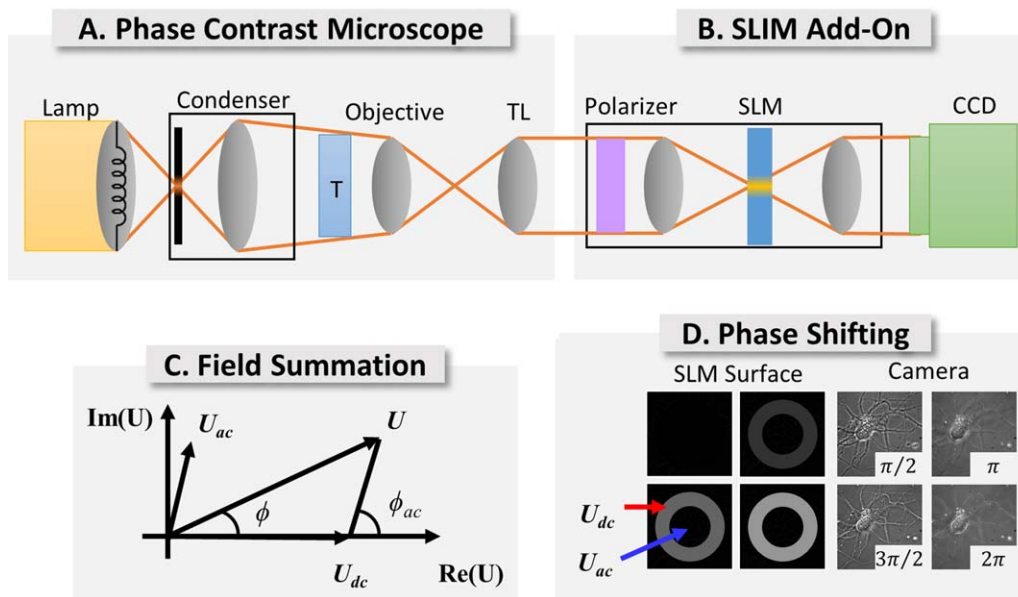 A. Phase Contrast Microscope
B. SLIM Add-On
Lamp
Condenser
Objective
TL
Polarizer
SLM
CCD
T
C. Field Summation
Im(U)
U_ac
U
ϕ
ϕ_ac
U_dc
Re(U)
D. Phase Shifting
SLM Surface
Camera
π/2
π
U_dc
U_ac
3π/2
2π